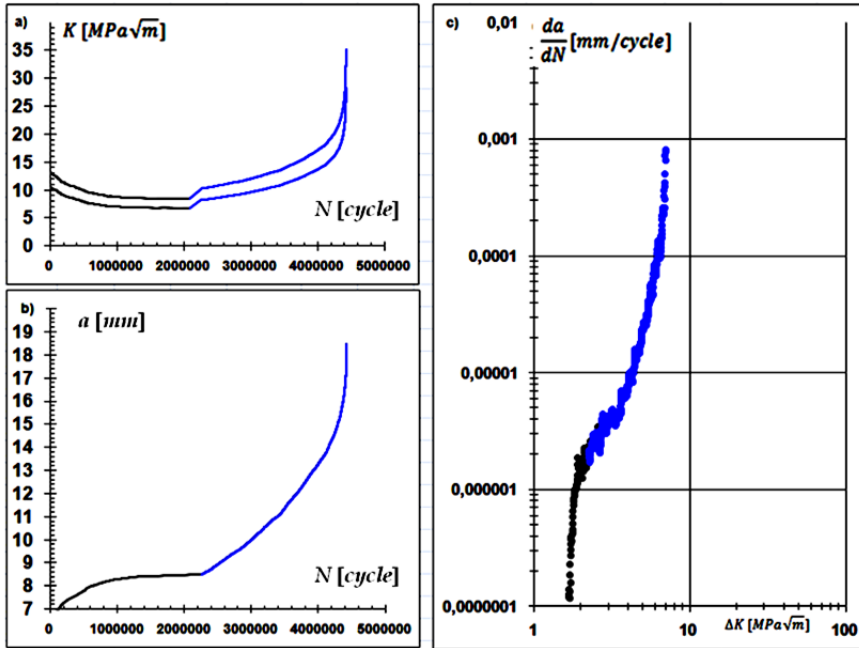 a)
K [MPa√m]
35
30
25
20
15
10
5
0
N [cycle]
0 1000000 2000000 3000000 4000000 5000000
b)
a [mm]
19
18
17
16
15
14
13
12
11
10
9
8
7
N [cycle]
0 1000000 2000000 3000000 4000000 5000000
c)
da/dN [mm/cycle]
0,01
0,001
0,0001
0,00001
0,000001
0,0000001
1 10 100
ΔK [MPa√m]